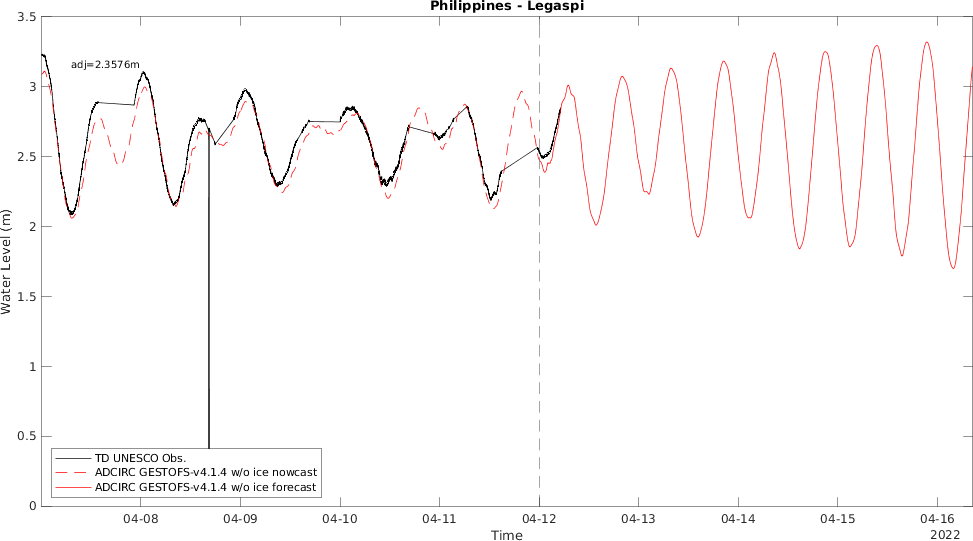 Philippines - Legaspi
3.5
3
2.5
2
1.5
1
0.5
0
Water Level (m)
adj=2.3576m
TD UNESCO Obs.
ADCIRC GESTOFS-v4.1.4 w/o ice nowcast
ADCIRC GESTOFS-v4.1.4 w/o ice forecast
04-08 04-09 04-10 04-11 04-12 04-13 04-14 04-15 04-16
Time
2022